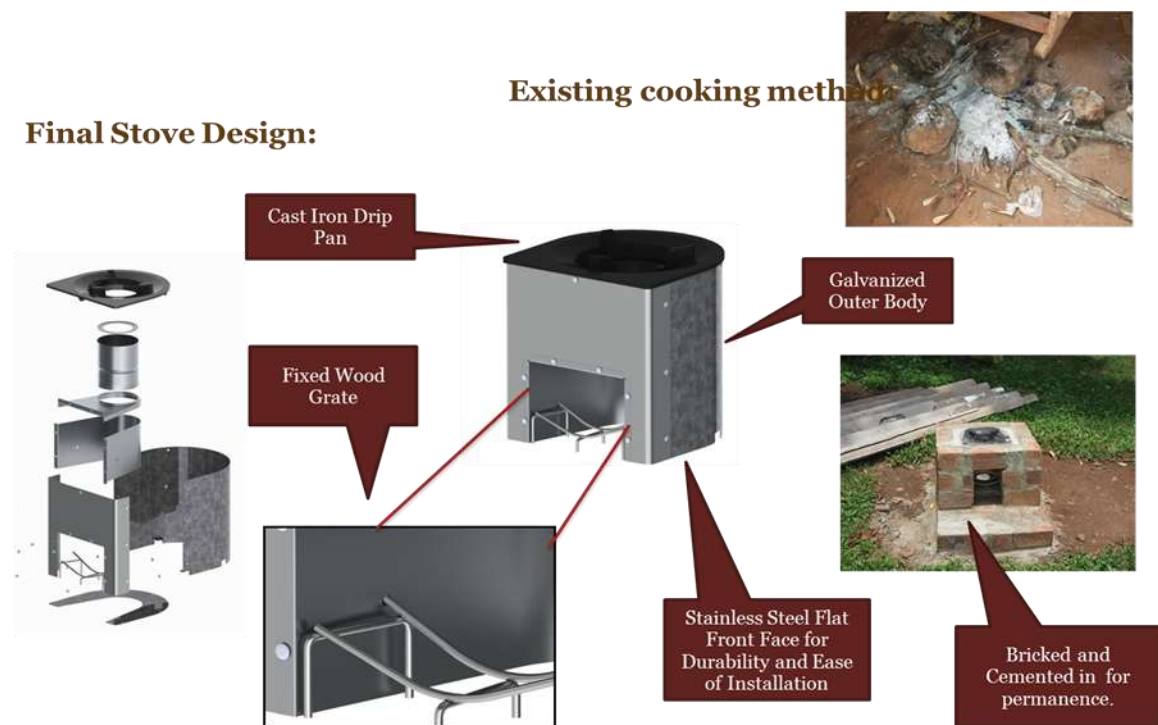 Existing cooking method:
Final Stove Design:
Cast Iron Drip
Pan
Galvanized
Outer Body
Fixed Wood
Grate
Stainless Steel Flat
Front Face for
Durability and Ease
of Installation
Bricked and
Cemented in for
permanence.